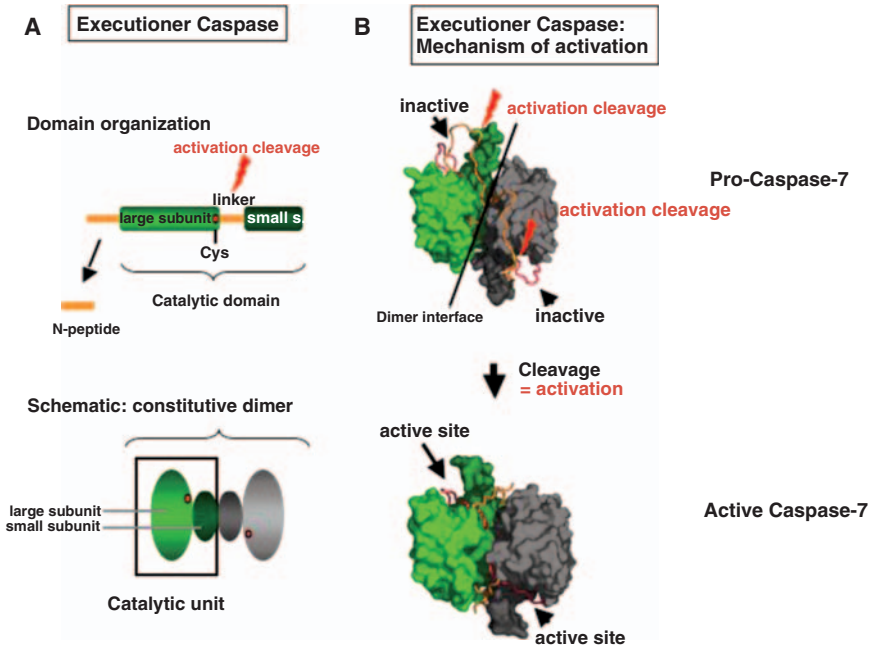 A
Executioner Caspase
Domain organization
activation cleavage
linker
large subunit
small s.
Cys
Catalytic domain
N-peptide
Schematic: constitutive dimer
large subunit
small subunit
Catalytic unit
B
Executioner Caspase:
Mechanism of activation
inactive
activation cleavage
Pro-Caspase-7
activation cleavage
Dimer interface
inactive
Cleavage
= activation
active site
Active Caspase-7
active site